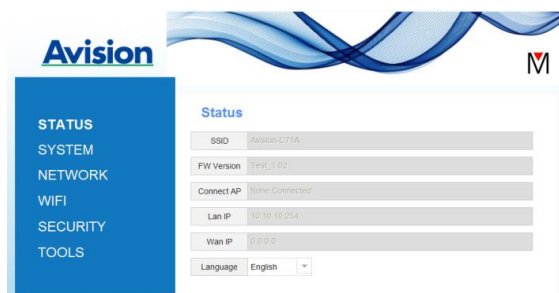 Avision
M
STATUS
SYSTEM
NETWORK
WIFI
SECURITY
TOOLS
Status
SSID Avsion-C71A
FW Version Test_1.02
Connect AP None Connected
Lan IP 10.10.10.254
Wan IP 0.0.0.0
Language English